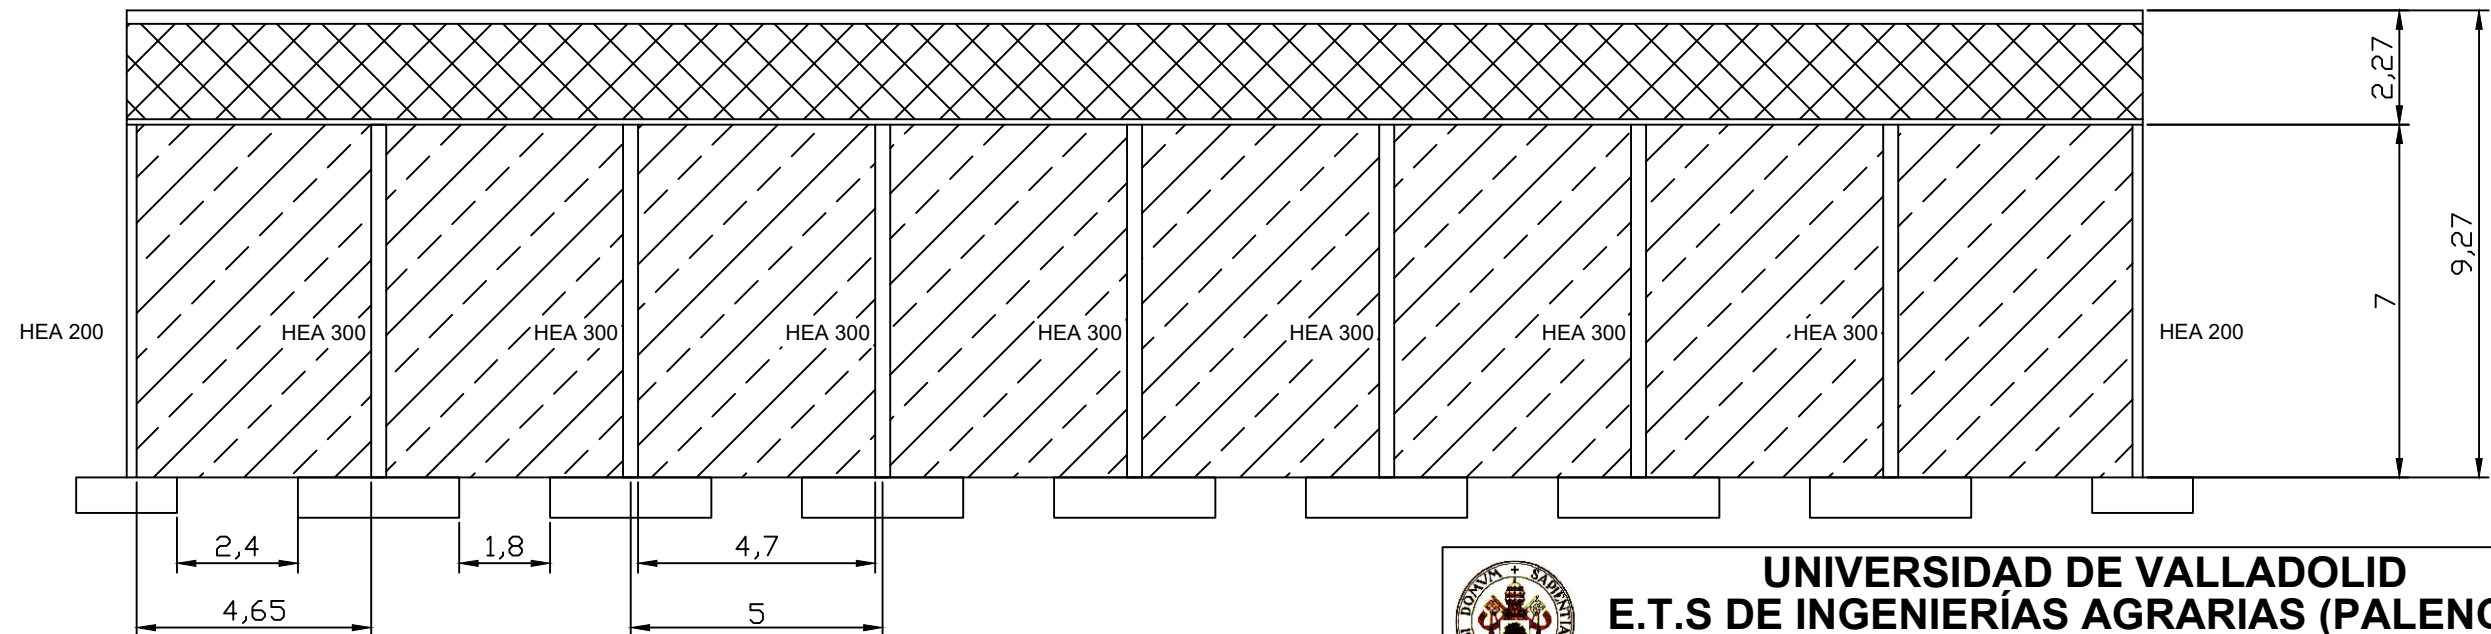 2,27
9,27
7
HEA 200
HEA 300
HEA 300
HEA 300
HEA 300
HEA 300
HEA 300
HEA 300
HEA 200
2,4
1,8
4,7
4,65
5
UNIVERSIDAD DE VALLADOLID
E.T.S DE INGENIERÍAS AGRARIAS
DOMVM + SAPIENTIA